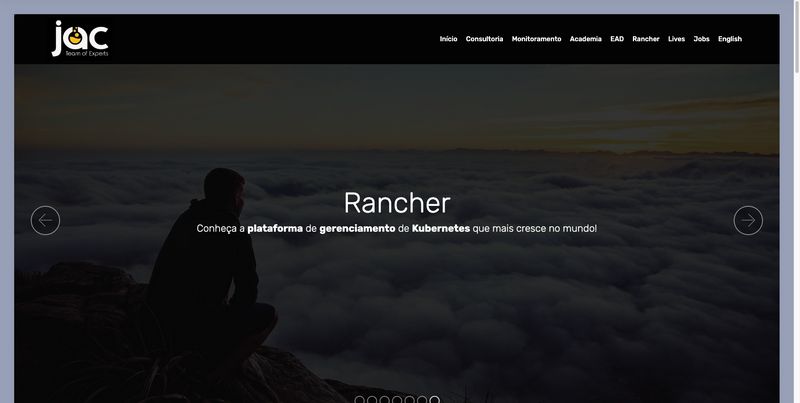 jac
Team of Experts
Início Consultoria Monitoramento Academia EAD Rancher Lives Jobs English
Rancher
Conheça a plataforma de gerenciamento de Kubernetes que mais cresce no mundo!